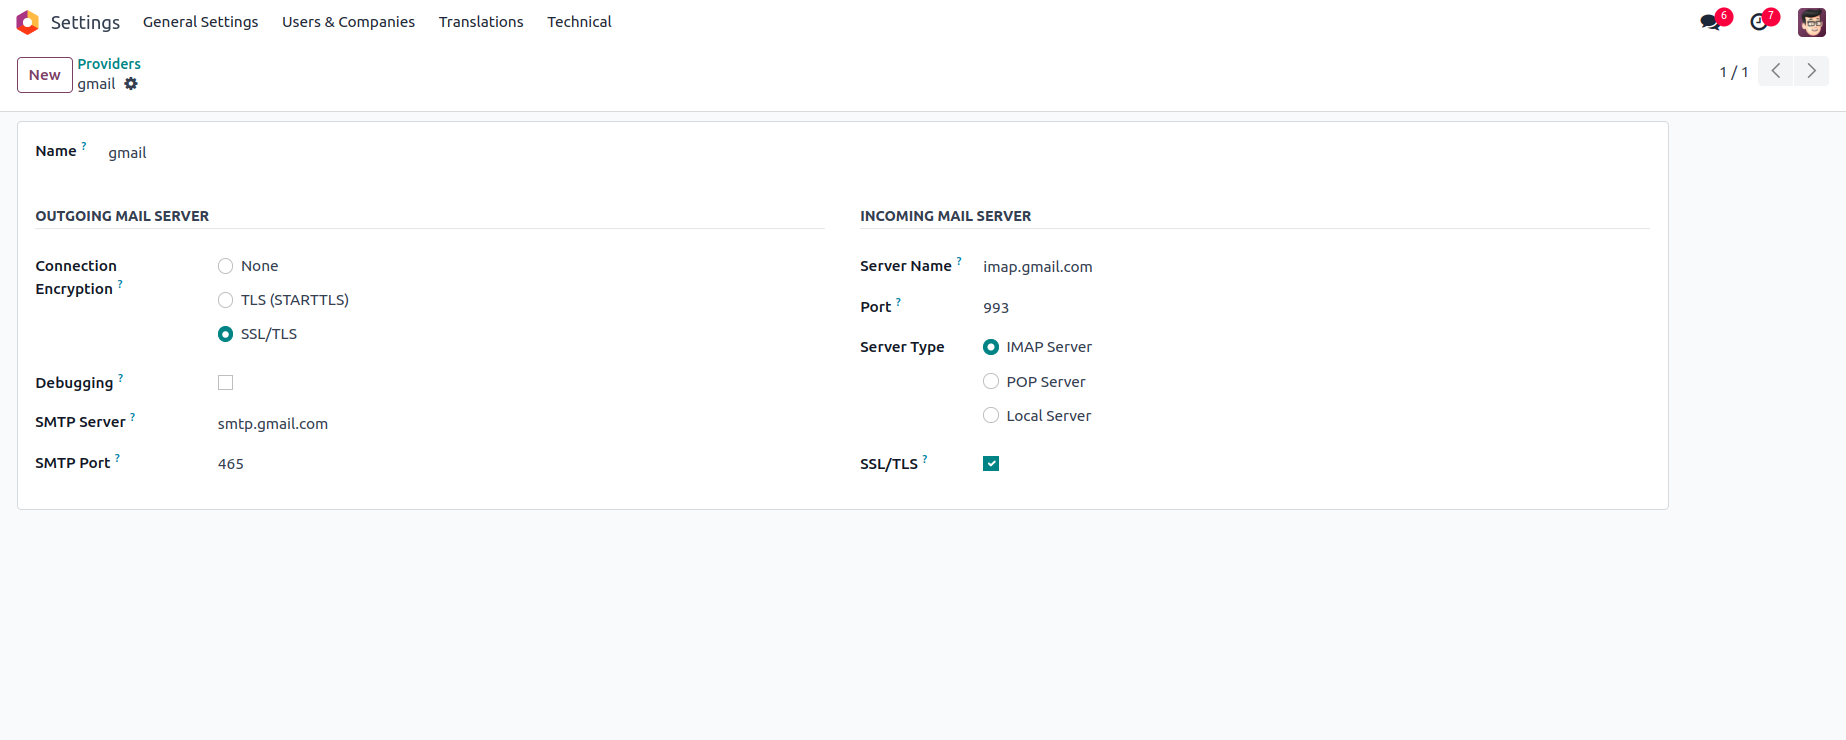 Settings General Settings Users & Companies Translations Technical 6 7
New Providers
gmail 1 / 1
Name ? gmail
OUTGOING MAIL SERVER
Connection Encryption ? None
TLS (STARTTLS)
SSL/TLS
Debugging ?
SMTP Server ? smtp.gmail.com
SMTP Port ? 465
INCOMING MAIL SERVER
Server Name ? imap.gmail.com
Port ? 993
Server Type IMAP Server
POP Server
Local Server
SSL/TLS ?